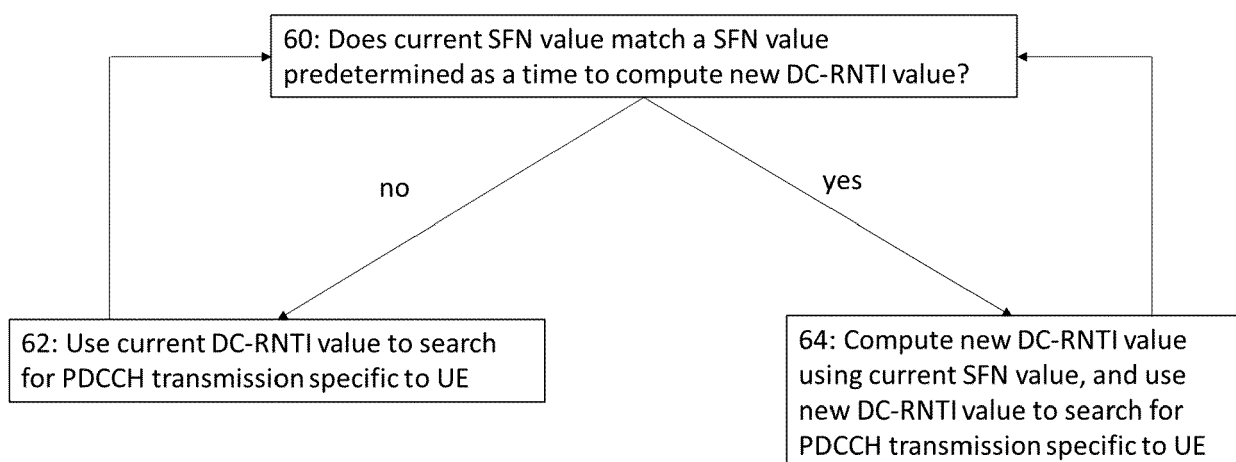 60: Does current SFN value match a SFN value
predetermined as a time to compute new DC-RNTI value?
no
yes
62: Use current DC-RNTI value to search
for PDCCH transmission specific to UE
64: Compute new DC-RNTI value
using current SFN value, and use
new DC-RNTI value to search for
PDCCH transmission specific to UE